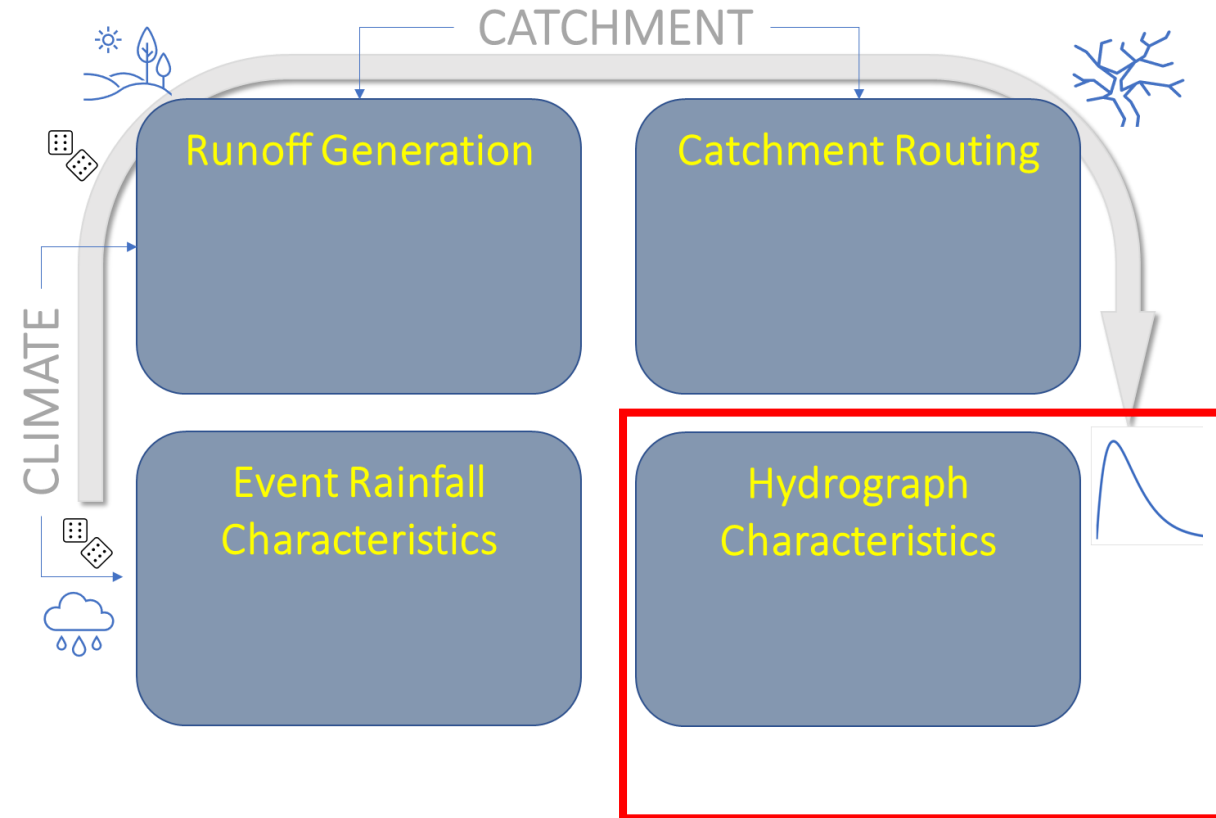 CATCHMENT
Runoff Generation
Catchment Routing
CLIMATE
Event Rainfall
Characteristics
Hydrograph
Characteristics